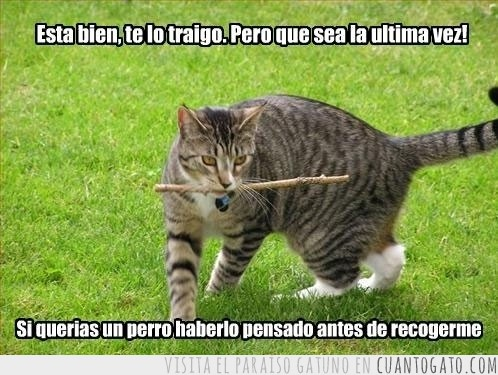 Esta bien, te lo traigo. Pero que sea la ultima vez!
Si querias un perro haberlo pensado antes de recogerme
VISITA EL PARAISO GATUNO EN CUANTOGATO.COM